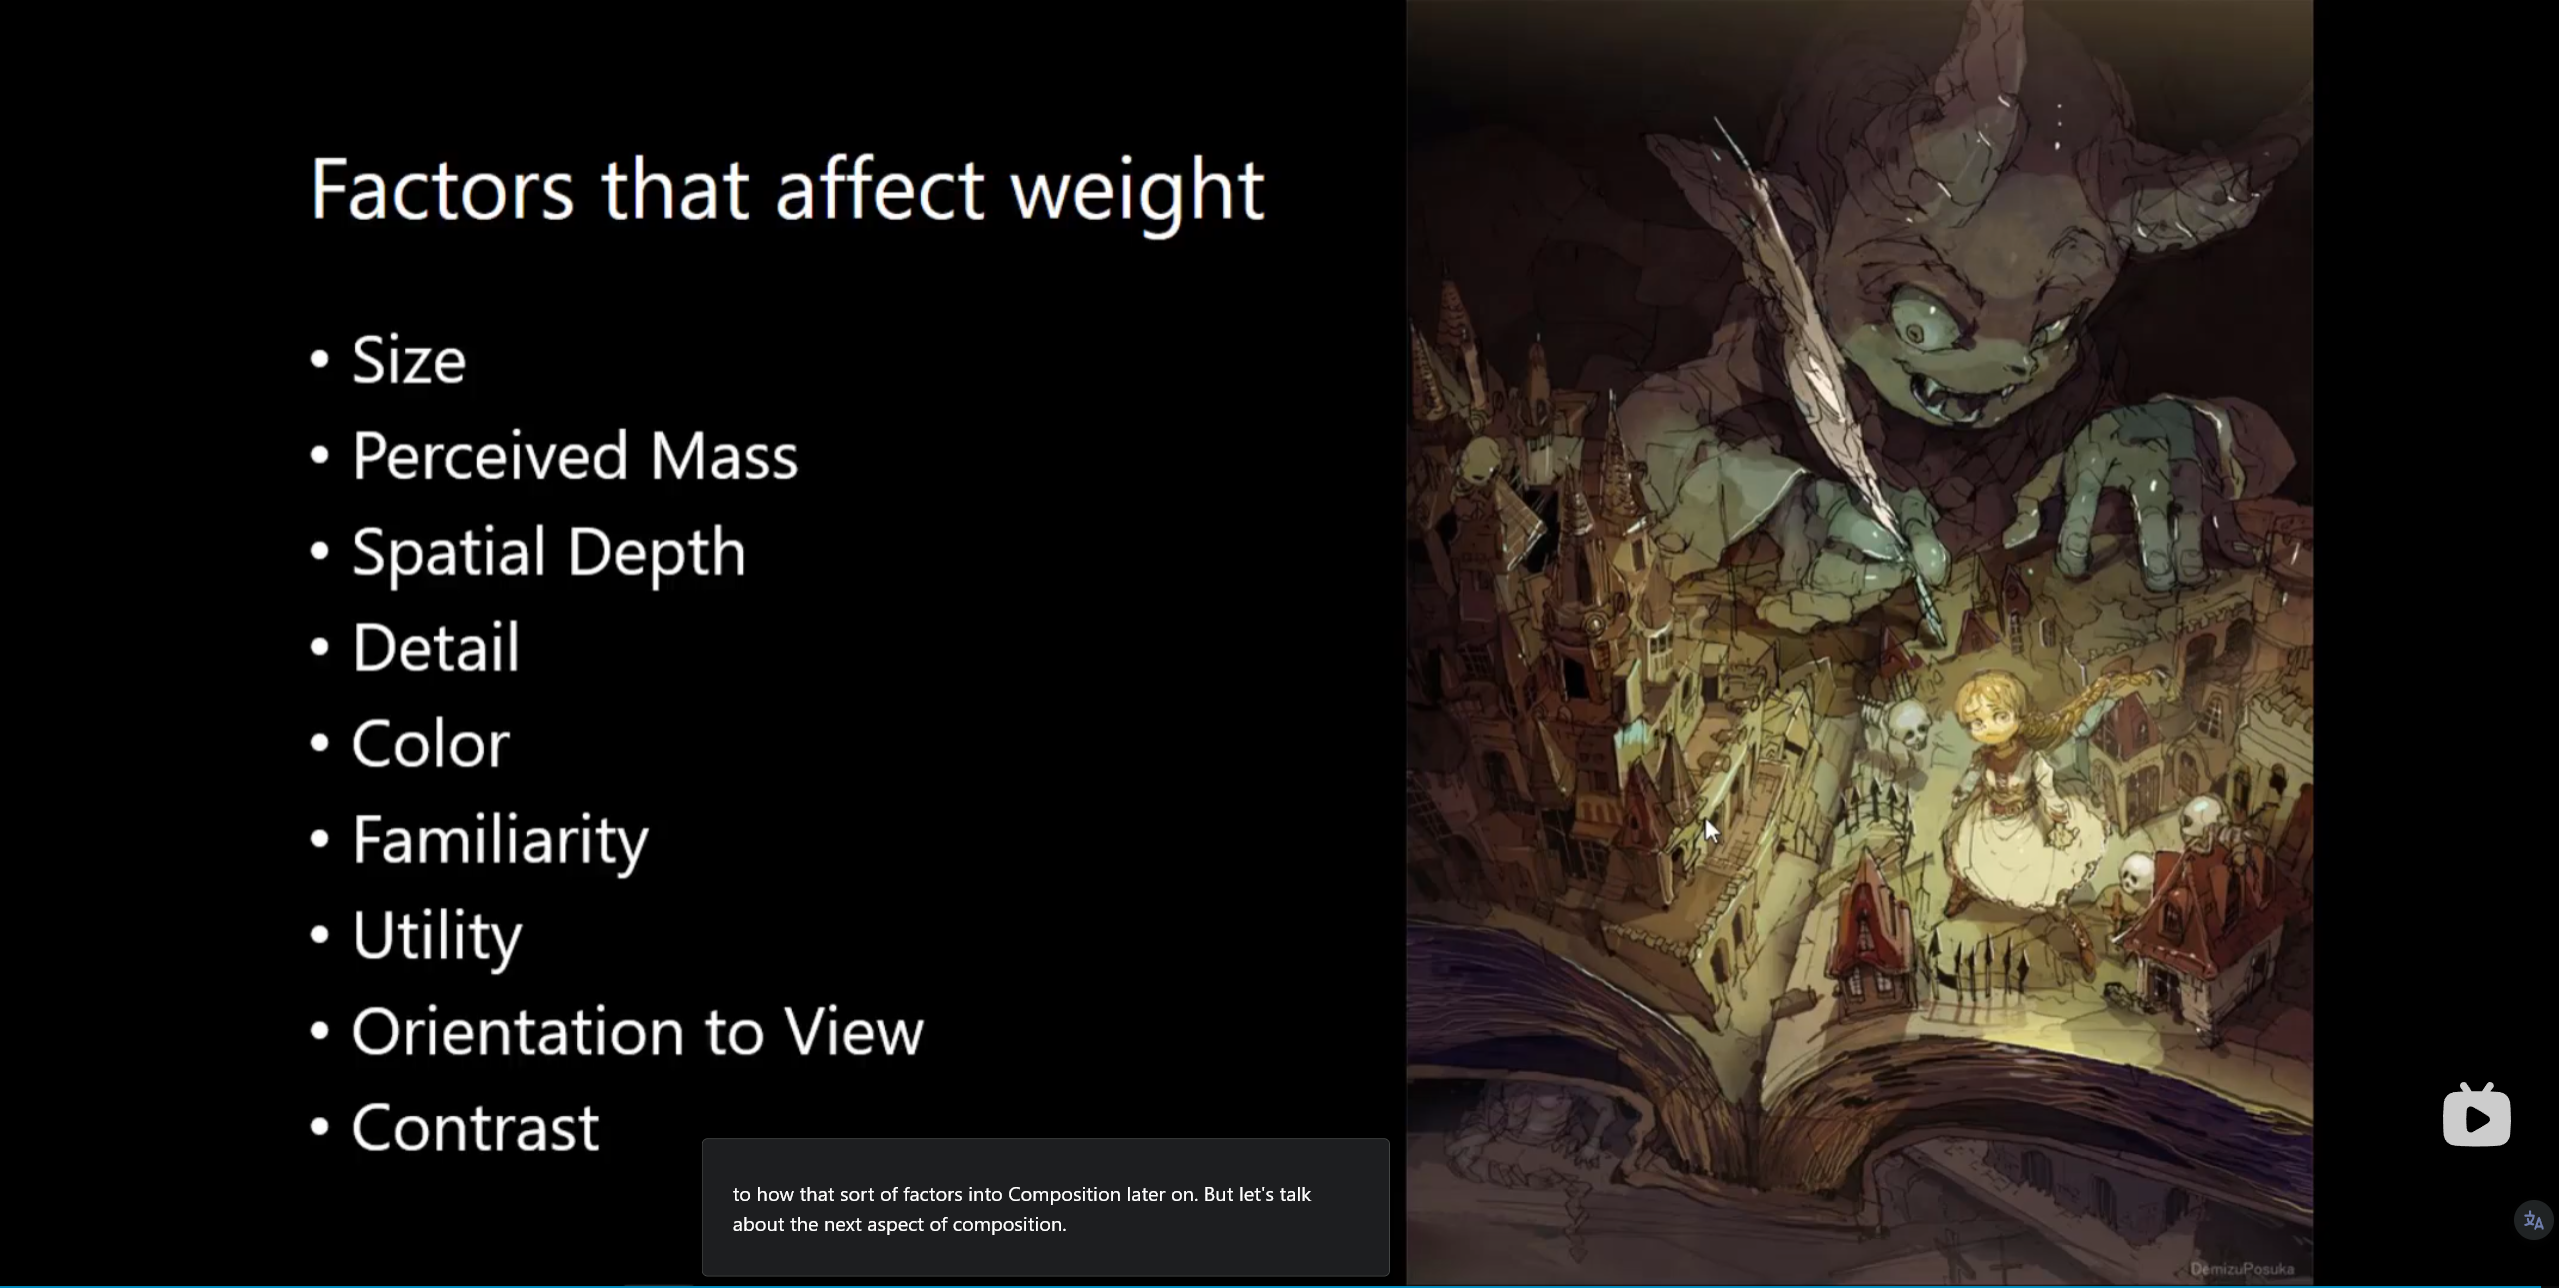 Factors that affect weight
• Size
• Perceived Mass
• Spatial Depth
• Detail
• Color
• Familiarity
• Utility
• Orientation to View
• Contrast
to how that sort of factors into Composition later on. But let's talk
about the next aspect of composition.
DemizuPosuka